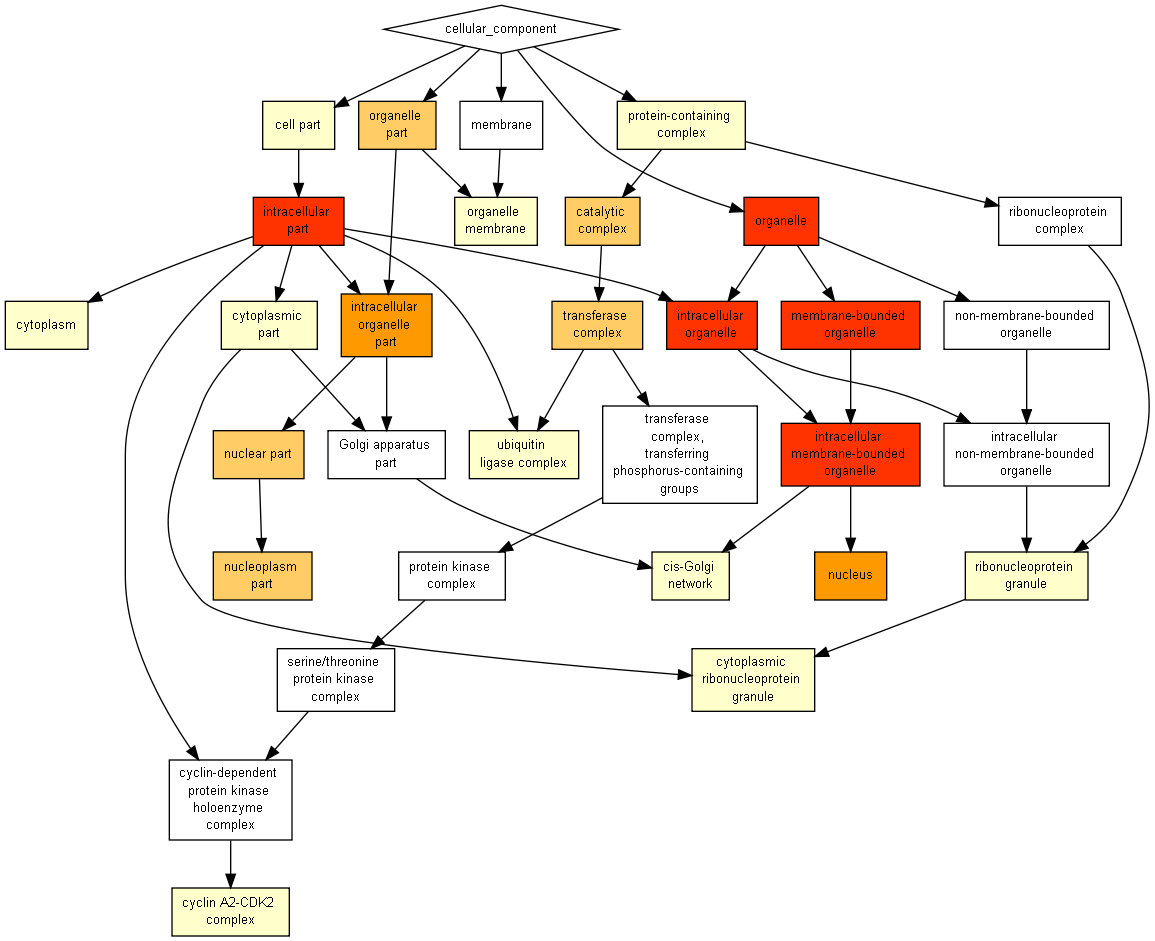 cellular_component
cell part
organelle
part
membrane
protein-containing
complex
intracellular
part
organelle
membrane
catalytic
complex
organelle
ribonucleoprotein
complex
cytoplasm
cytoplasmic
part
intracellular
organelle
part
transferase
complex
intracellular
organelle
membrane-bounded
organelle
non-membrane-bounded
organelle
nuclear part
Golgi apparatus
part
ubiquitin
ligase complex
transferase
complex,
transferring
phosphorus-containing
groups
intracellular
membrane-bounded
organelle
intracellular
non-membrane-bounded
organelle
nucleoplasm
part
protein kinase
complex
cis-Golgi
network
nucleus
ribonucleoprotein
granule
serine/threonine
protein kinase
complex
cytoplasmic
ribonucleoprotein
granule
cyclin-dependent
protein kinase
holoenzyme
complex
cyclin A2-CDK2
complex